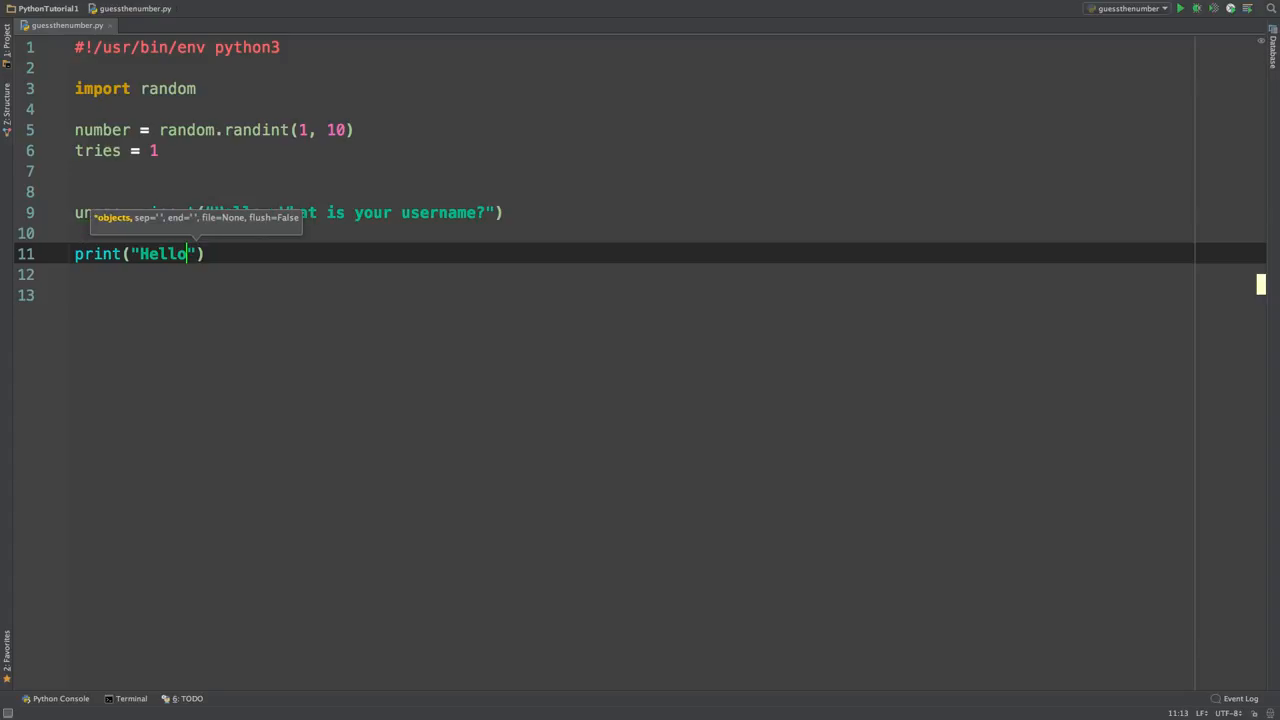 PythonTutorial1 guessthenumber.py guessthenumber
guessthenumber.py
1: Project
Z: Structure
2: Favorites
Database
1 #!/usr/bin/env python3
2
3 import random
4
5 number = random.randint(1, 10)
6 tries = 1
7
8
9 is your username?")
*objects, sep=' ', end=' ', file=None, flush=False
10
11 print("Hello")
12
13
Python Console Terminal 6: TODO Event Log
11:13 LF÷ UTF-8÷